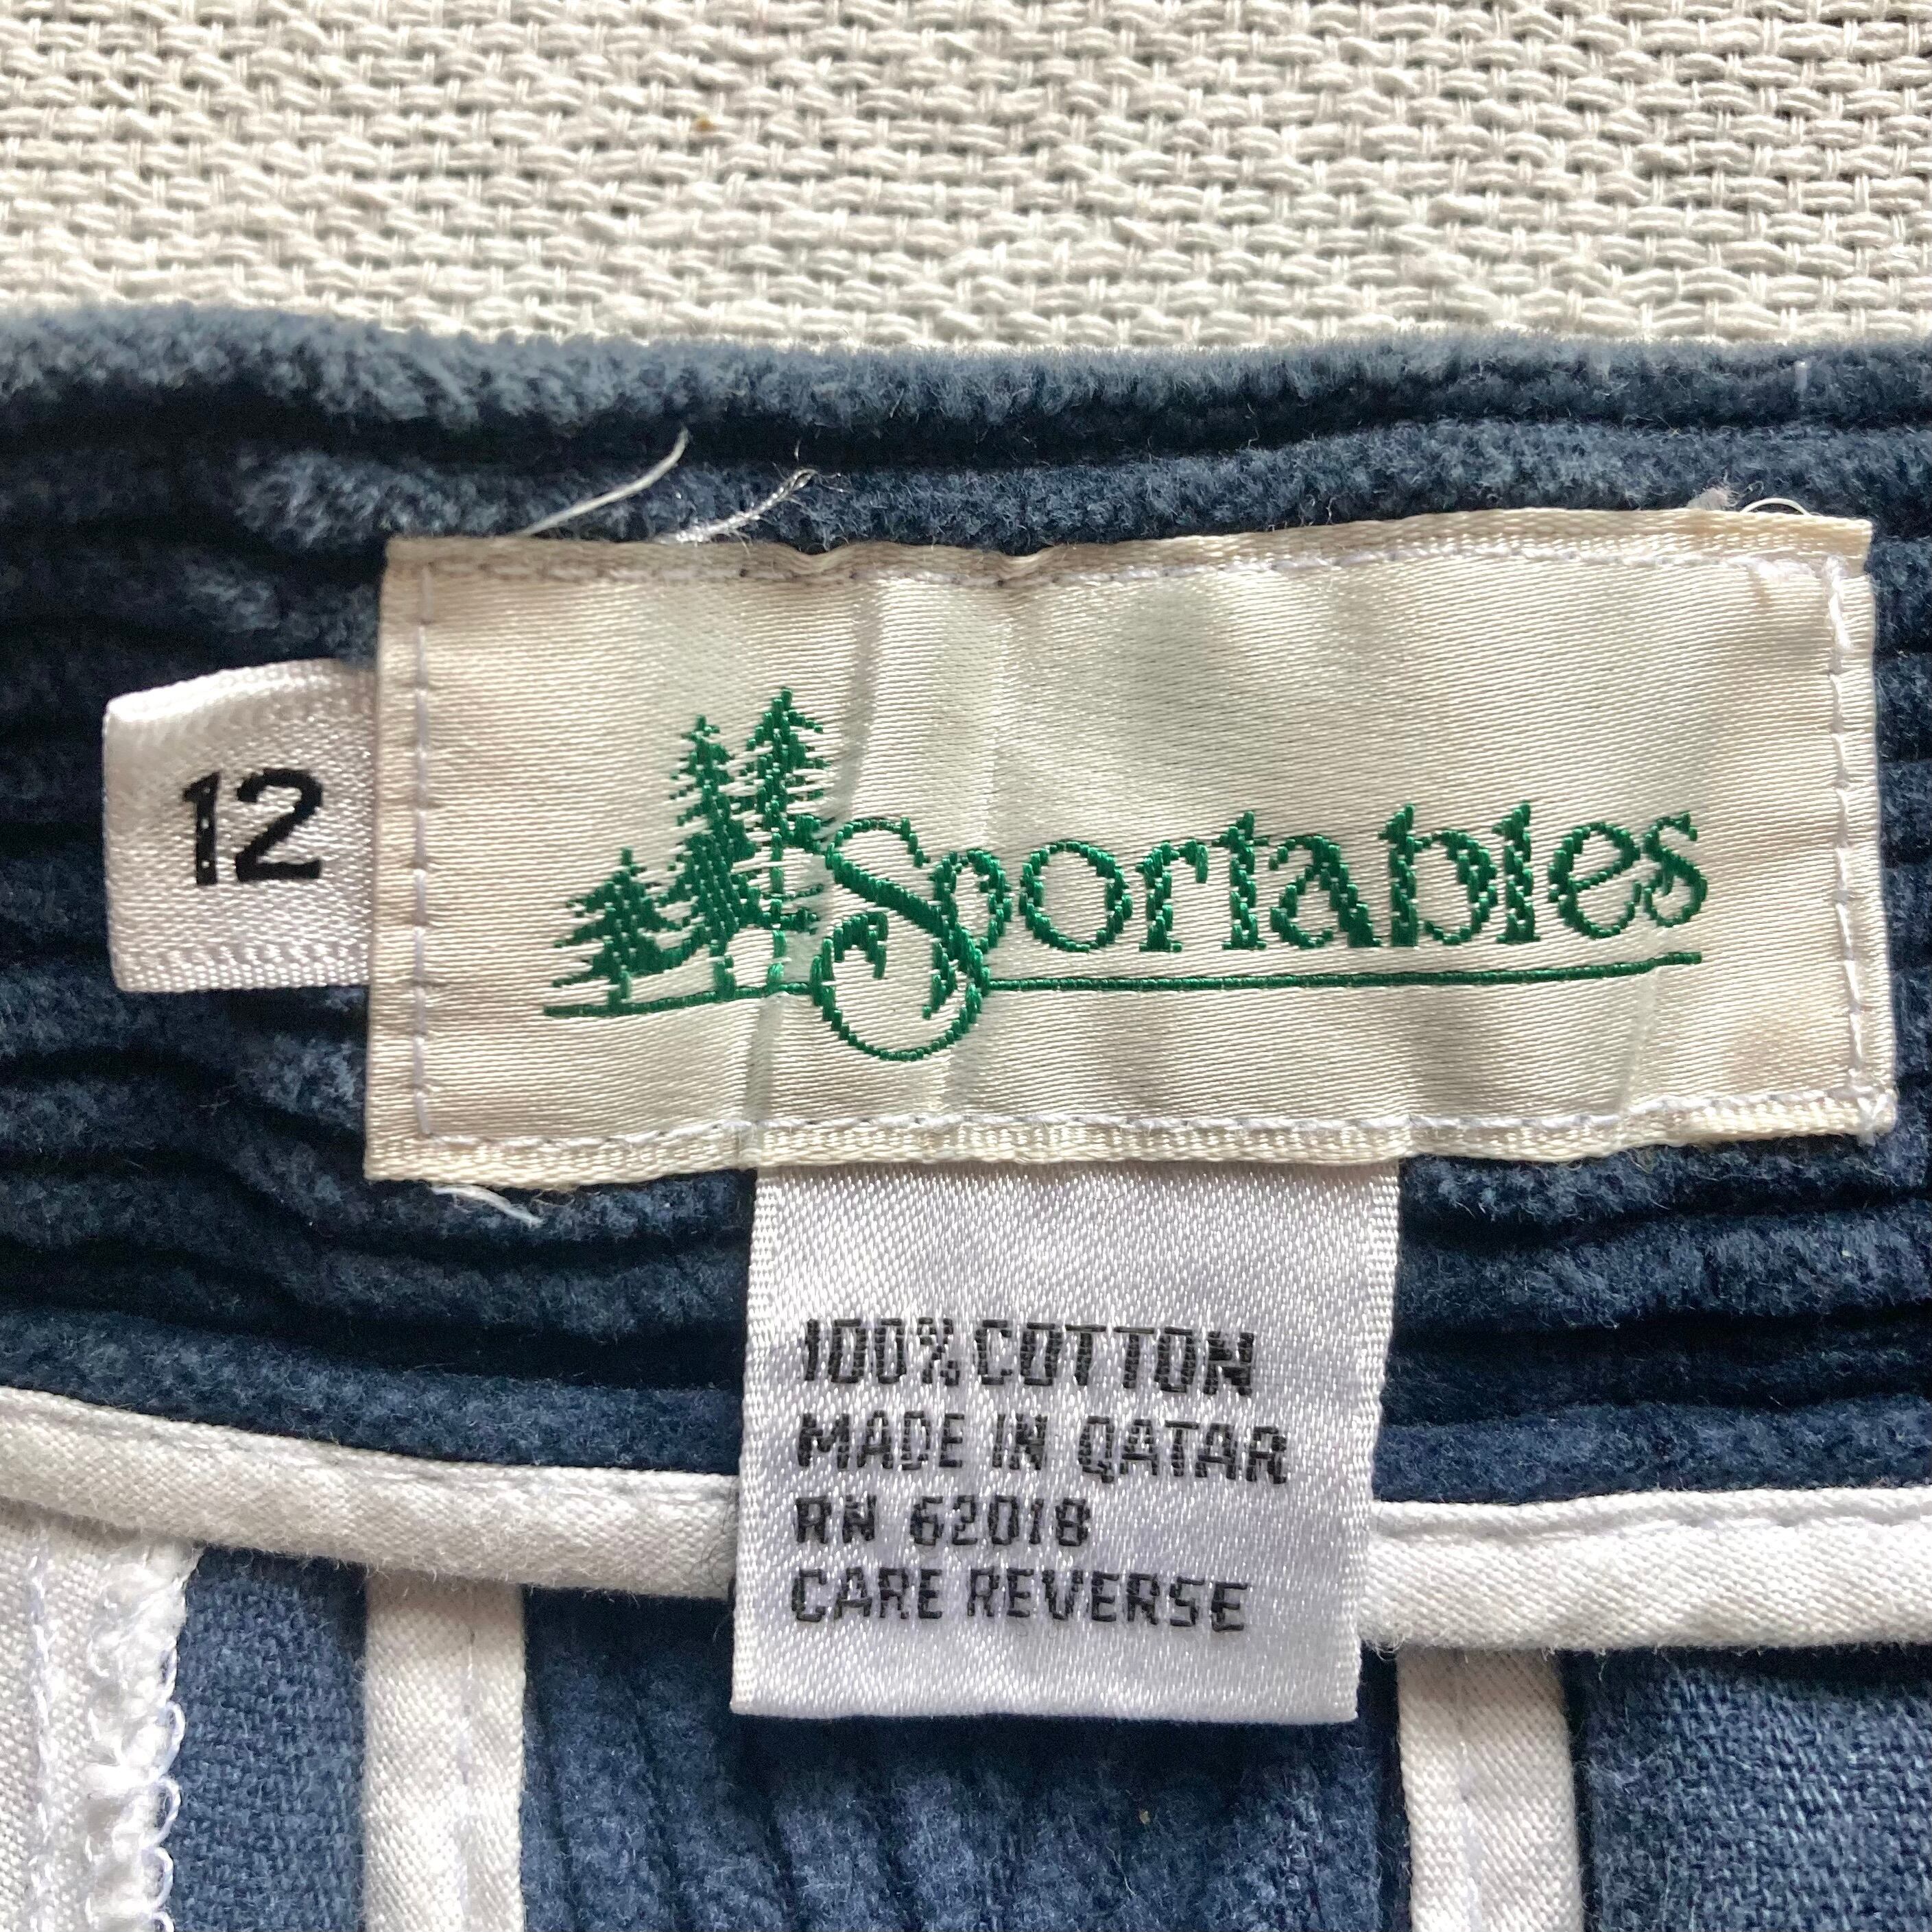 12
Sportables
100% COTTON
MADE IN QATAR
RN 62018
CARE REVERSE